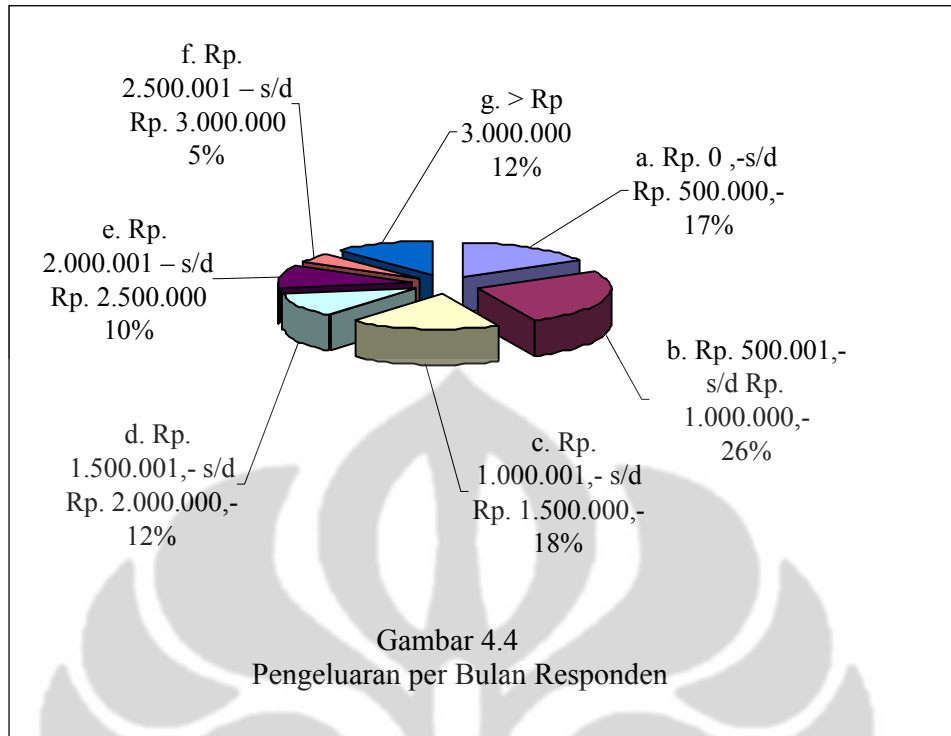 f. Rp.
2.500.001 – s/d
Rp. 3.000.000
5%
g. > Rp
3.000.000
12%
a. Rp. 0 ,-s/d
Rp. 500.000,-
17%
e. Rp.
2.000.001 – s/d
Rp. 2.500.000
10%
b. Rp. 500.001,-
s/d Rp.
1.000.000,-
26%
d. Rp.
1.500.001,- s/d
Rp. 2.000.000,-
12%
c. Rp.
1.000.001,- s/d
Rp. 1.500.000,-
18%
Gambar 4.4
Pengeluaran per Bulan Responden